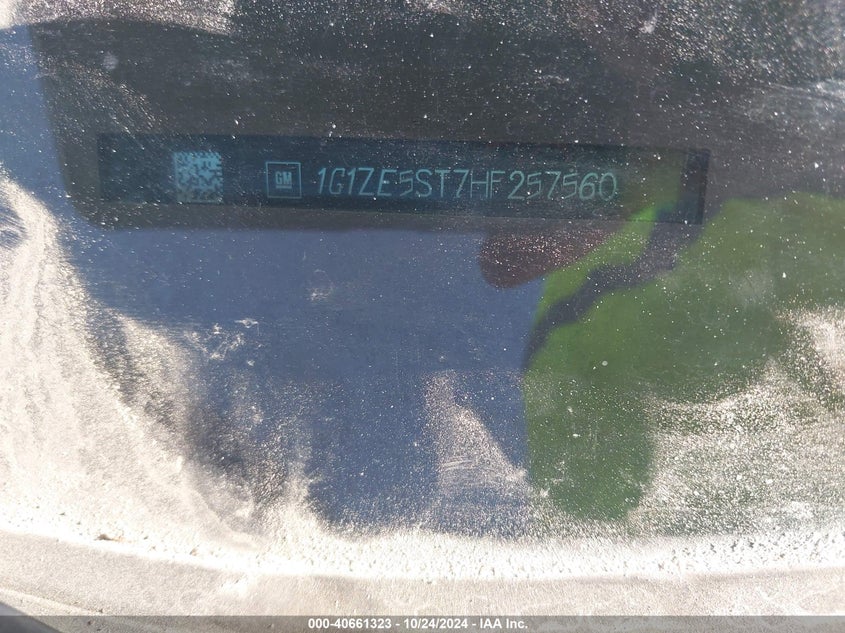 GM 1G1ZE5ST7HF257560
000-40661323 - 10/24/2024 - IAA Inc.